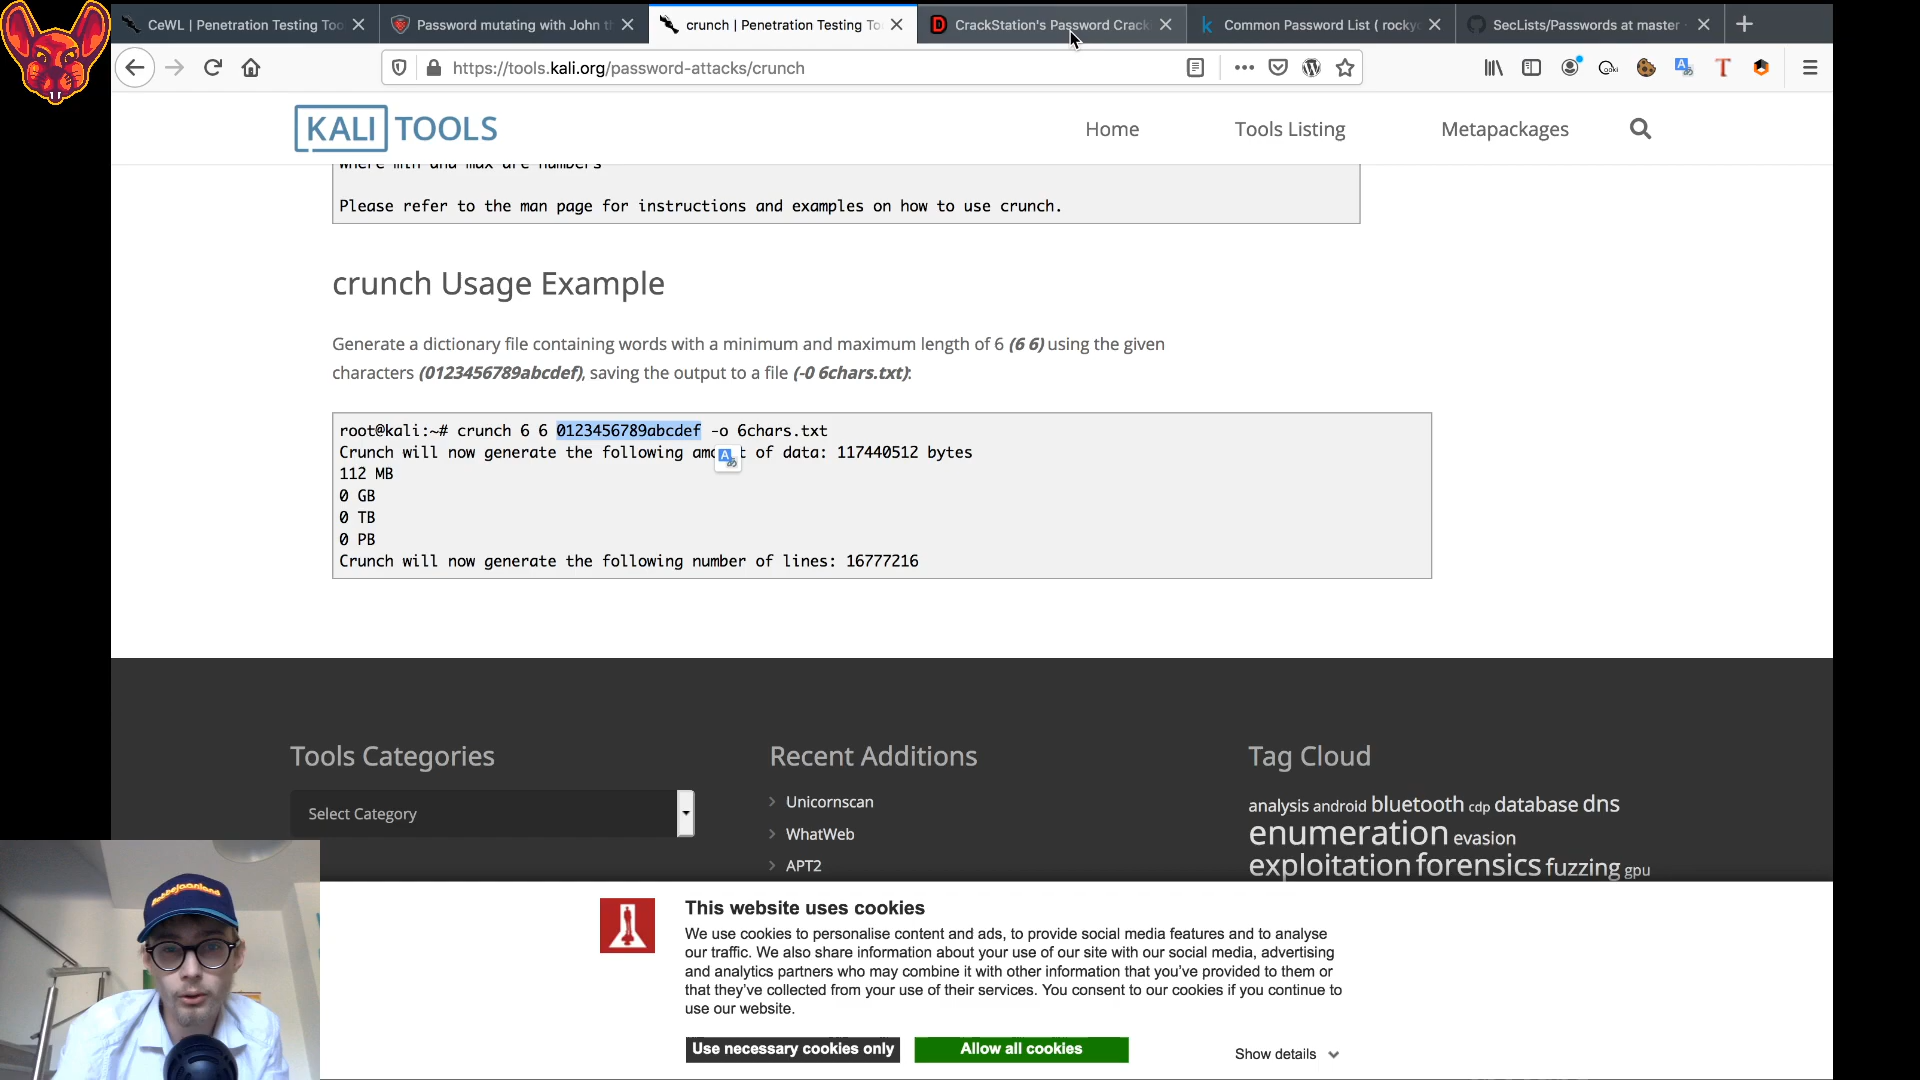 CeWL | Penetration Testing Too
Password mutating with John th
crunch | Penetration Testing To
CrackStation's Password Crack
Common Password List ( rocky
SecLists/Passwords at master
https://tools.kali.org/password-attacks/crunch
KALI TOOLS
Home
Tools Listing
Metapackages
where min and max are numbers
Please refer to the man page for instructions and examples on how to use crunch.
crunch Usage Example
Generate a dictionary file containing words with a minimum and maximum length of 6 (6 6) using the given
characters (0123456789abcdef), saving the output to a file (-0 6chars.txt):
root@kali:~# crunch 6 6 0123456789abcdef -o 6chars.txt
Crunch will now generate the following amount of data: 117440512 bytes
112 MB
0 GB
0 TB
0 PB
Crunch will now generate the following number of lines: 16777216
Tools Categories
Select Category
Recent Additions
Unicornscan
WhatWeb
APT2
Tag Cloud
analysis android bluetooth cdp database dns
enumeration evasion
exploitation forensics fuzzing gpu
This website uses cookies
We use cookies to personalise content and ads, to provide social media features and to analyse
our traffic. We also share information about your use of our site with our social media, advertising
and analytics partners who may combine it with other information that you've provided to them or
that they've collected from your use of their services. You consent to our cookies if you continue to
use our website.
Use necessary cookies only
Allow all cookies
Show details